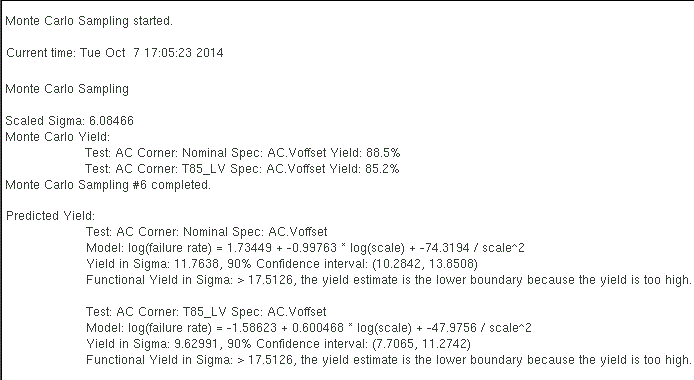 Monte Carlo Sampling started.
Current time: Tue Oct  7 17:05:23 2014
Monte Carlo Sampling
Scaled Sigma: 6.08466
Monte Carlo Yield:
Test: AC Corner: Nominal Spec: AC.Voffset Yield: 88.5%
Test: AC Corner: T85_LV Spec: AC.Voffset Yield: 85.2%
Monte Carlo Sampling #6 completed.
Predicted Yield:
Test: AC Corner: Nominal Spec: AC.Voffset
Model: log(failure rate) = 1.73449 + -0.99763 * log(scale) + -74.3194 / scale^2
Yield in Sigma: 11.7638, 90% Confidence interval: (10.2842, 13.8508)
Functional Yield in Sigma: > 17.5126, the yield estimate is the lower boundary because the yield is too high.
Test: AC Corner: T85_LV Spec: AC.Voffset
Model: log(failure rate) = -1.58623 + 0.600468 * log(scale) + -47.9756 / scale^2
Yield in Sigma: 9.62991, 90% Confidence interval: (7.7065, 11.2742)
Functional Yield in Sigma: > 17.5126, the yield estimate is the lower boundary because the yield is too high.